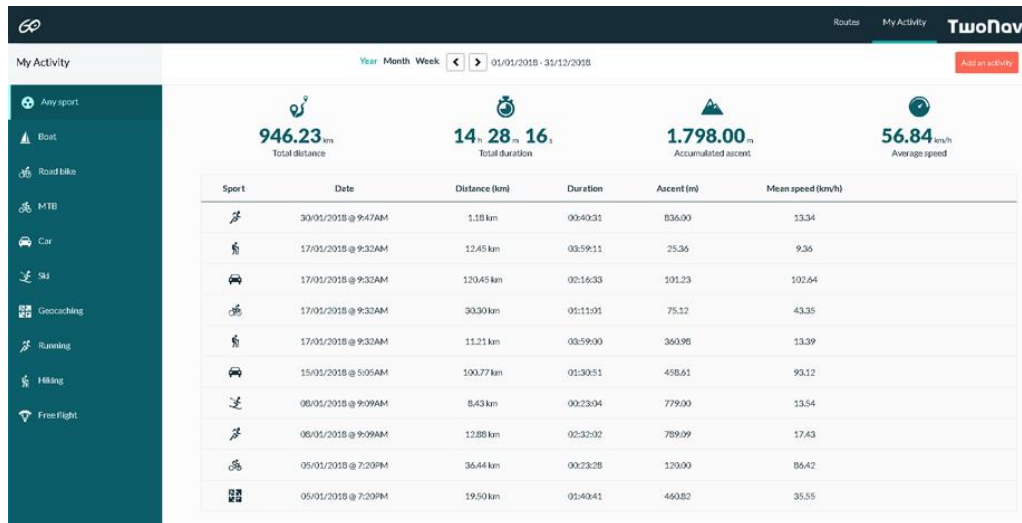 GO
Routes My Activity TwoNav
My Activity
Year Month Week < > 01/01/2018 - 31/12/2018
Add an activity
Any sport
Boat
Road bike
MTB
Car
Ski
Geocaching
Running
Hiking
Free flight
946.23 km
Total distance
14 h 28 m 16 s
Total duration
1.798.00 m
Accumulated ascent
56.84 km/h
Average speed
Sport Date Distance (km) Duration Ascent (m) Mean speed (km/h)
30/01/2018 @ 9:47AM 1.18 km 00:40:31 836.00 13.34
17/01/2018 @ 9:32AM 12.45 km 03:59:11 25.36 9.36
17/01/2018 @ 9:32AM 120.45 km 02:16:33 101.23 102.64
17/01/2018 @ 9:32AM 30.30 km 01:11:01 75.12 43.35
17/01/2018 @ 9:32AM 11.21 km 03:59:00 360.98 13.39
15/01/2018 @ 5:05AM 100.77 km 01:30:51 458.61 93.12
08/01/2018 @ 9:09AM 8,43 km 00:23:04 779.00 13.54
08/01/2018 @ 9:09AM 12.88 km 02:32:02 789.09 17.43
05/01/2018 @ 7:20PM 36.44 km 00:23:28 120.00 86.42
05/01/2018 @ 7:20PM 19.50 km 01:40:41 460.82 35.55